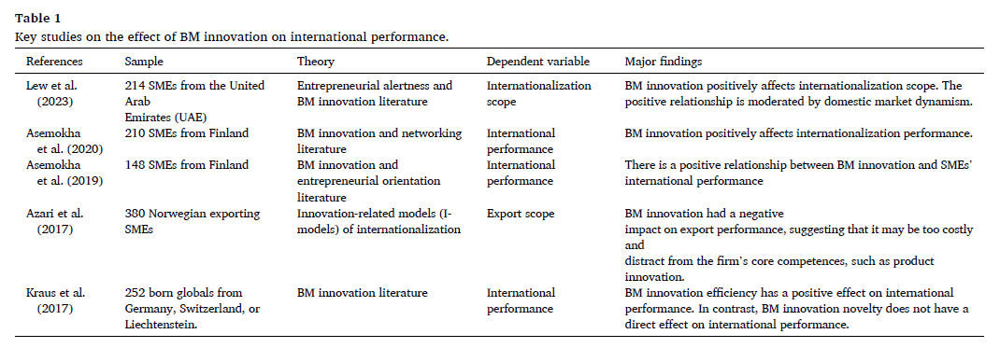 Table 1
Key studies on the effect of BM innovation on international performance.
References Sample Theory Dependent variable Major findings
Lew et al. 214 SMEs from the United Entrepreneurial alertness and Internationalization BM innovation positively affects internationalization scope. The
(2023) Arab BM innovation literature scope positive relationship is moderated by domestic market dynamism.
Emirates (UAE)
Asemokha 210 SMEs from Finland BM innovation and networking International BM innovation positively affects internationalization performance.
et al. (2020) literature performance
Asemokha 148 SMEs from Finland BM innovation and International There is a positive relationship between BM innovation and SMEs'
et al. (2019) entrepreneurial orientation performance international performance
literature
Azari et al. 380 Norwegian exporting Innovation-related models (I- Export scope BM innovation had a negative
(2017) SMEs models) of internationalization impact on export performance, suggesting that it may be too costly
and
distract from the firm's core competences, such as product
innovation.
Kraus et al. 252 born globals from BM innovation literature International BM innovation efficiency has a positive effect on international
(2017) Germany, Switzerland, or performance performance. In contrast, BM innovation novelty does not have a
Liechtenstein. direct effect on international performance.